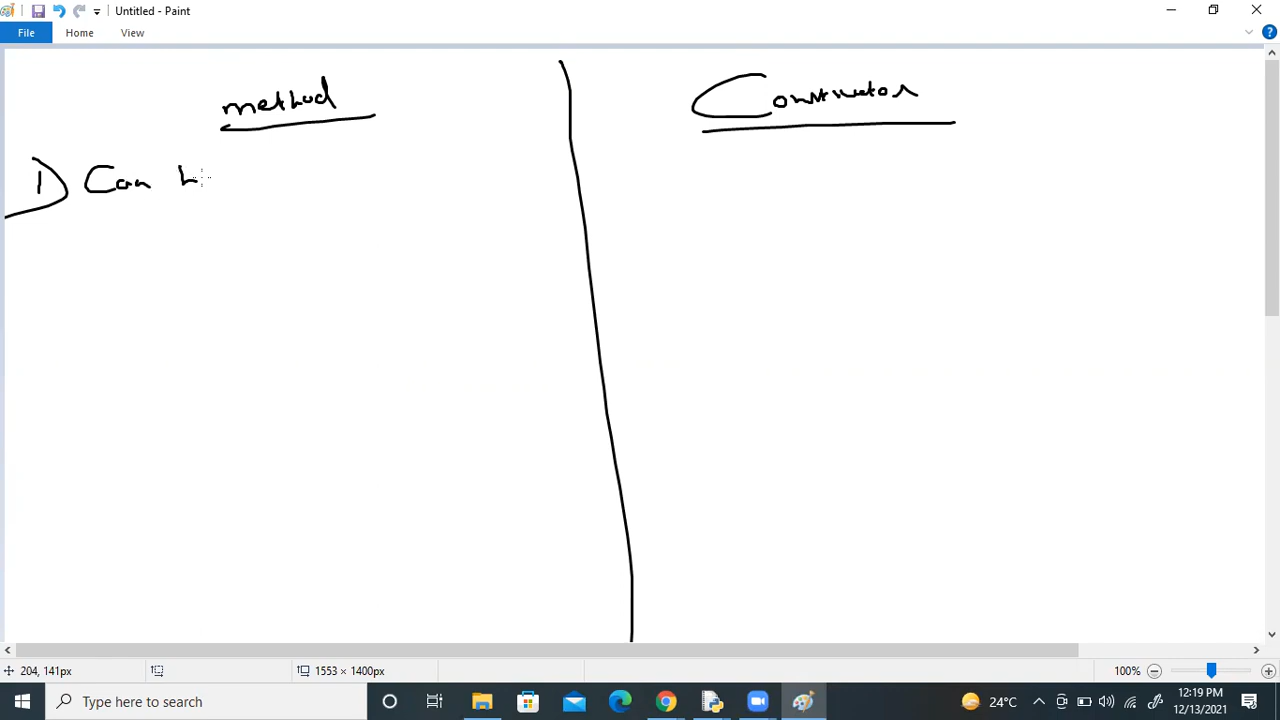 Untitled - Paint
File Home View
method
Constructor
1) Can
204, 141px
1553 × 1400px
100%
Type here to search
24°C
12:19 PM
12/13/2021